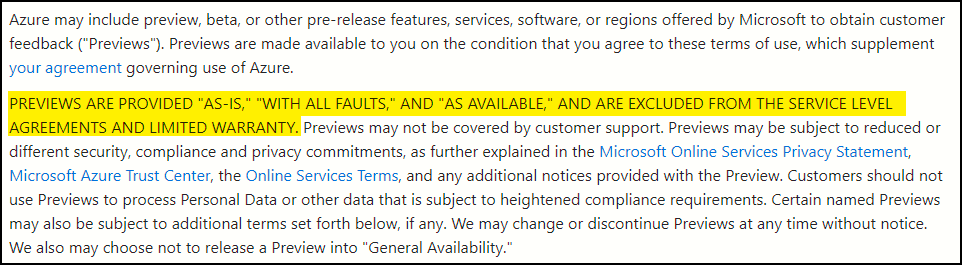 Azure may include preview, beta, or other pre-release features, services, software, or regions offered by Microsoft to obtain customer
feedback ("Previews"). Previews are made available to you on the condition that you agree to these terms of use, which supplement
your agreement governing use of Azure.
PREVIEWS ARE PROVIDED "AS-IS," "WITH ALL FAULTS," AND "AS AVAILABLE," AND ARE EXCLUDED FROM THE SERVICE LEVEL
AGREEMENTS AND LIMITED WARRANTY. Previews may not be covered by customer support. Previews may be subject to reduced or
different security, compliance and privacy commitments, as further explained in the Microsoft Online Services Privacy Statement,
Microsoft Azure Trust Center, the Online Services Terms, and any additional notices provided with the Preview. Customers should not
use Previews to process Personal Data or other data that is subject to heightened compliance requirements. Certain named Previews
may also be subject to additional terms set forth below, if any. We may change or discontinue Previews at any time without notice.
We also may choose not to release a Preview into "General Availability."